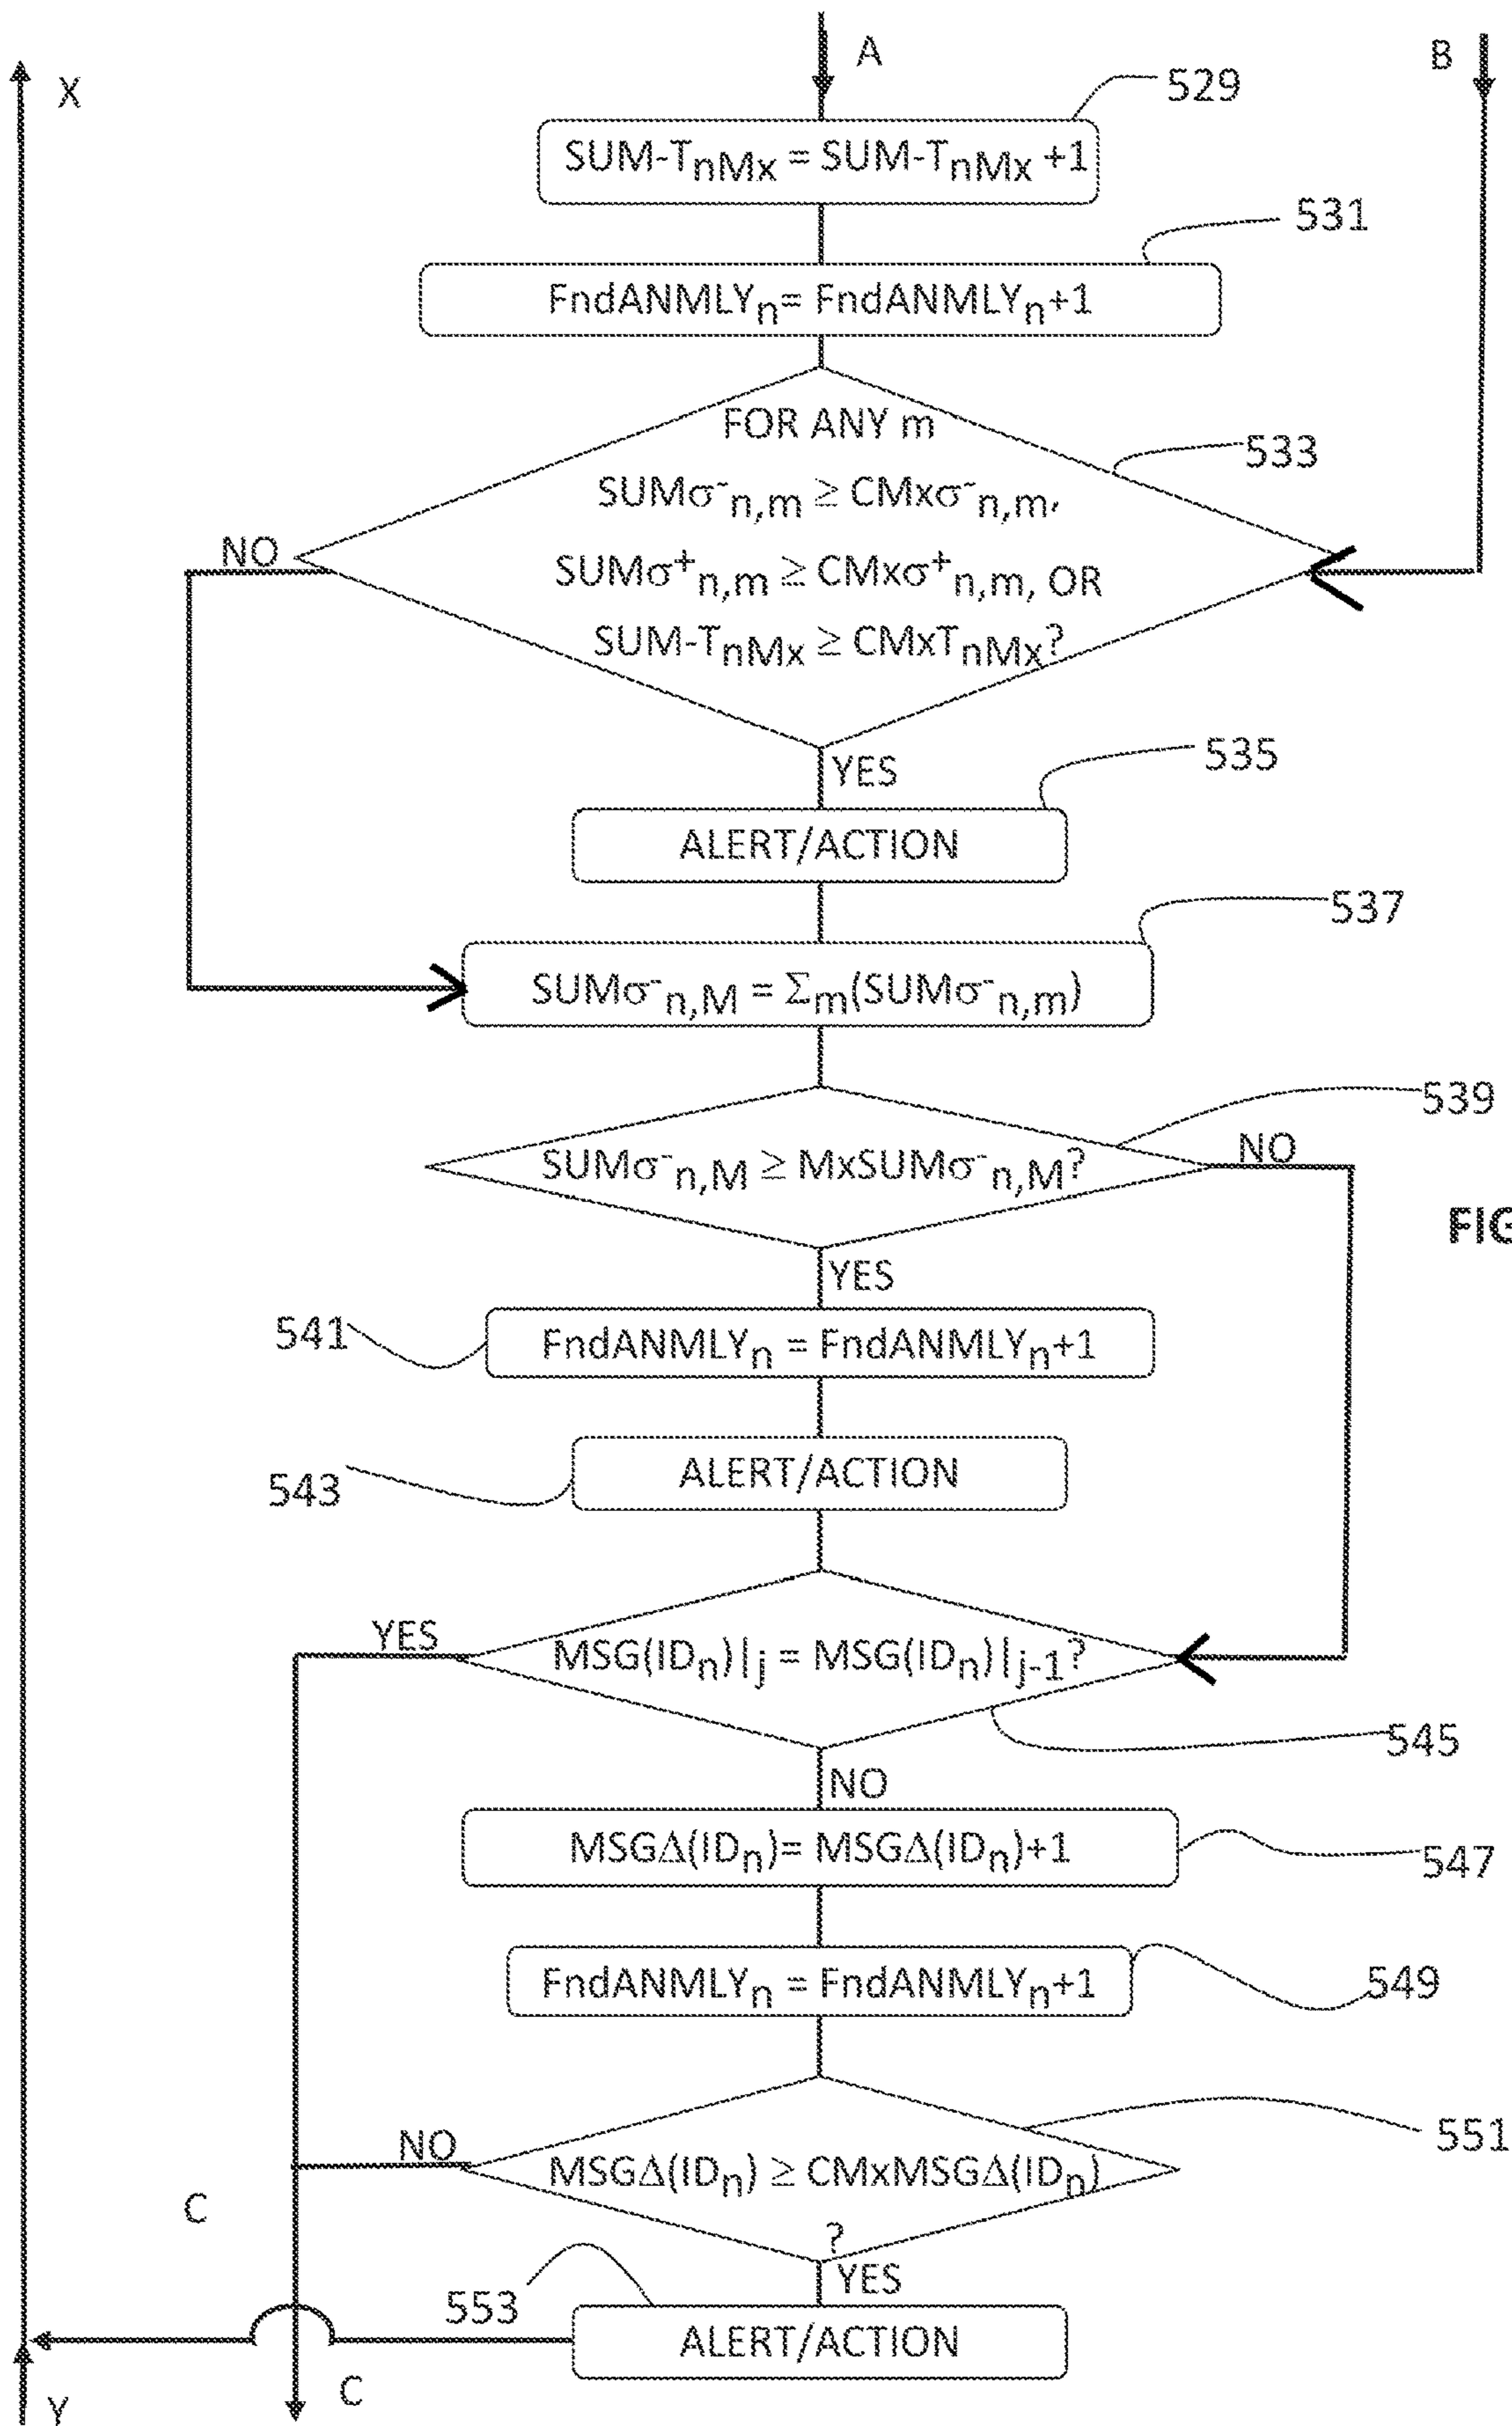 A
B
X
529
SUM-TnMx = SUM-TnMx +1
531
FndANMLYn= FndANMLYn+1
FOR ANY m
533
SUMσ⁻n,m ≥ CMxσ⁻n,m,
NO
SUMσ⁺n,m ≥ CMxσ⁺n,m, OR
SUM-TnMx ≥ CMxTnMx?
YES
535
ALERT/ACTION
537
SUMσ⁻n,M = Σm(SUMσ⁻n,m)
539
NO
SUMσ⁻n,M ≥ MxSUMσ⁻n,M?
FIG
YES
541
FndANMLYn = FndANMLYn+1
ALERT/ACTION
543
YES
MSG(IDn)|j = MSG(IDn)|j-1?
545
NO
MSGΔ(IDn)= MSGΔ(IDn)+1
547
FndANMLYn = FndANMLYn+1
549
551
NO
MSGΔ(IDn) ≥ CMxMSGΔ(IDn)
C
?
YES
553
ALERT/ACTION
C
Y